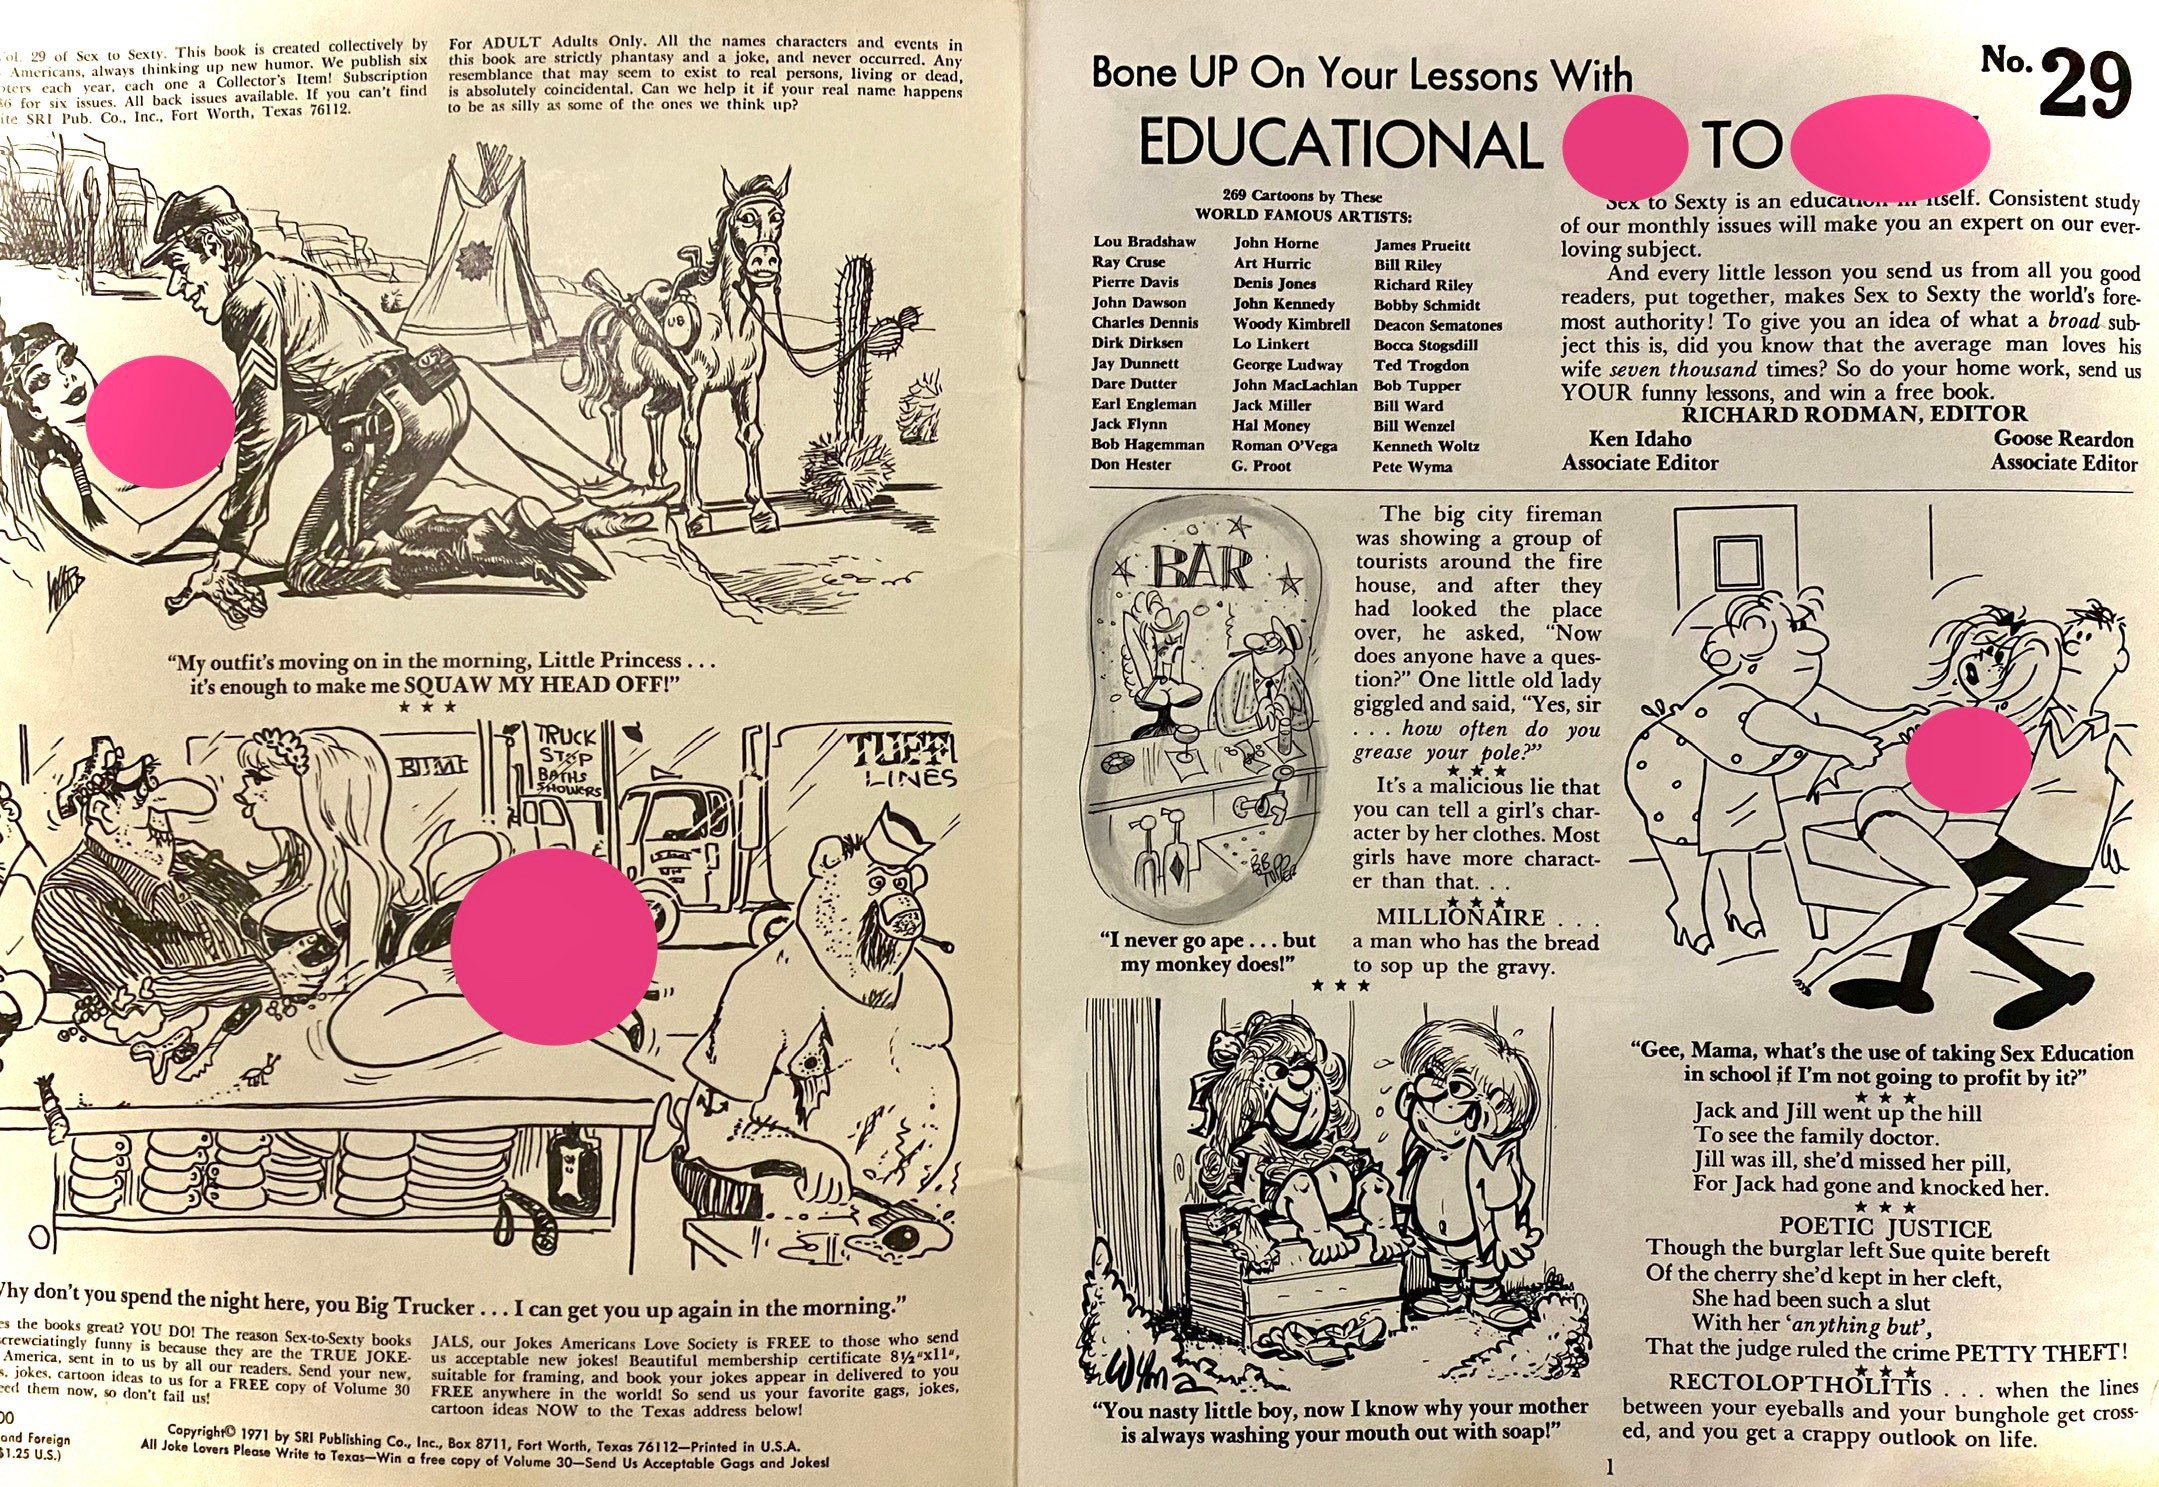 of 29 of Sex to Sexty. This book is created collectively by
Americans, always thinking up new humor. We publish six
each year, each one a Collector's Item! Subscription
for six issues. All back issues available. If you can't find
SRI Pub. Co., Inc., Fort Worth, Texas 76112.
For ADULT Adults Only. All the names characters and events in
this book are strictly phantasy and a joke, and never occurred. Any
resemblance that may seem to exist to real persons, living or dead,
is absolutely coincidental. Can we help it if your real name happens
to be as silly as some of the ones we think up?
US
WARD
"My outfit's moving on in the morning, Little Princess . . .
it's enough to make me SQUAW MY HEAD OFF!"
TRUCK
STOP
BATHS
SHOWERS
LINES
Why don't you spend the night here, you Big Trucker . . . I can get you up again in the morning."
the books great? YOU DO! The reason Sex-to-Sexty books
screwciatingly funny is because they are the TRUE JOKE-
America, sent in to us by all our readers. Send your new,
jokes, cartoon ideas to us for a FREE copy of Volume 30
them now, so don't fail us!
JALS, our Jokes Americans Love Society is FREE to those who send
us acceptable new jokes! Beautiful membership certificate 8½"x11",
suitable for framing, and book your jokes appear in delivered to you
FREE anywhere in the world! So send us your favorite gags, jokes,
cartoon ideas NOW to the Texas address below!
00
and Foreign
$1.25 U.S.)
Copyright© 1971 by SRI Publishing Co., Inc., Box 8711, Fort Worth, Texas 76112—Printed in U.S.A.
All Joke Lovers Please Write to Texas—Win a free copy of Volume 30—Send Us Acceptable Gags and Jokes!
Bone UP On Your Lessons With
No. 29
EDUCATIONAL TO
269 Cartoons by These
WORLD FAMOUS ARTISTS:
Lou Bradshaw John Horne James Prueitt
Ray Cruse Art Hurric Bill Riley
Pierre Davis Denis Jones Richard Riley
John Dawson John Kennedy Bobby Schmidt
Charles Dennis Woody Kimbrell Deacon Sematones
Dirk Dirksen Lo Linkert Bocca Stogsdill
Jay Dunnett George Ludway Ted Trogdon
Dare Dutter John MacLachlan Bob Tupper
Earl Engleman Jack Miller Bill Ward
Jack Flynn Hal Money Bill Wenzel
Bob Hagemman Roman O'Vega Kenneth Woltz
Don Hester G. Proot Pete Wyma
Sex to Sexty is an education in itself. Consistent study
of our monthly issues will make you an expert on our ever-
loving subject.
And every little lesson you send us from all you good
readers, put together, makes Sex to Sexty the world's fore-
most authority! To give you an idea of what a broad sub-
ject this is, did you know that the average man loves his
wife seven thousand times? So do your home work, send us
YOUR funny lessons, and win a free book.
RICHARD RODMAN, EDITOR
Ken Idaho Goose Reardon
Associate Editor Associate Editor
BAR
BOB TUPPER
"I never go ape . . . but
my monkey does!"
The big city fireman
was showing a group of
tourists around the fire
house, and after they
had looked the place
over, he asked, "Now
does anyone have a ques-
tion?" One little old lady
giggled and said, "Yes, sir
. . . how often do you
grease your pole?"
It's a malicious lie that
you can tell a girl's char-
acter by her clothes. Most
girls have more charact-
er than that. . .
MILLIONAIRE . . .
a man who has the bread
to sop up the gravy.
Wyma
"You nasty little boy, now I know why your mother
is always washing your mouth out with soap!"
"Gee, Mama, what's the use of taking Sex Education
in school if I'm not going to profit by it?"
Jack and Jill went up the hill
To see the family doctor.
Jill was ill, she'd missed her pill,
For Jack had gone and knocked her.
POETIC JUSTICE
Though the burglar left Sue quite bereft
Of the cherry she'd kept in her cleft,
She had been such a slut
With her 'anything but',
That the judge ruled the crime PETTY THEFT!
RECTOLOPTHOLITIS . . . when the lines
between your eyeballs and your bunghole get cross-
ed, and you get a crappy outlook on life.
1